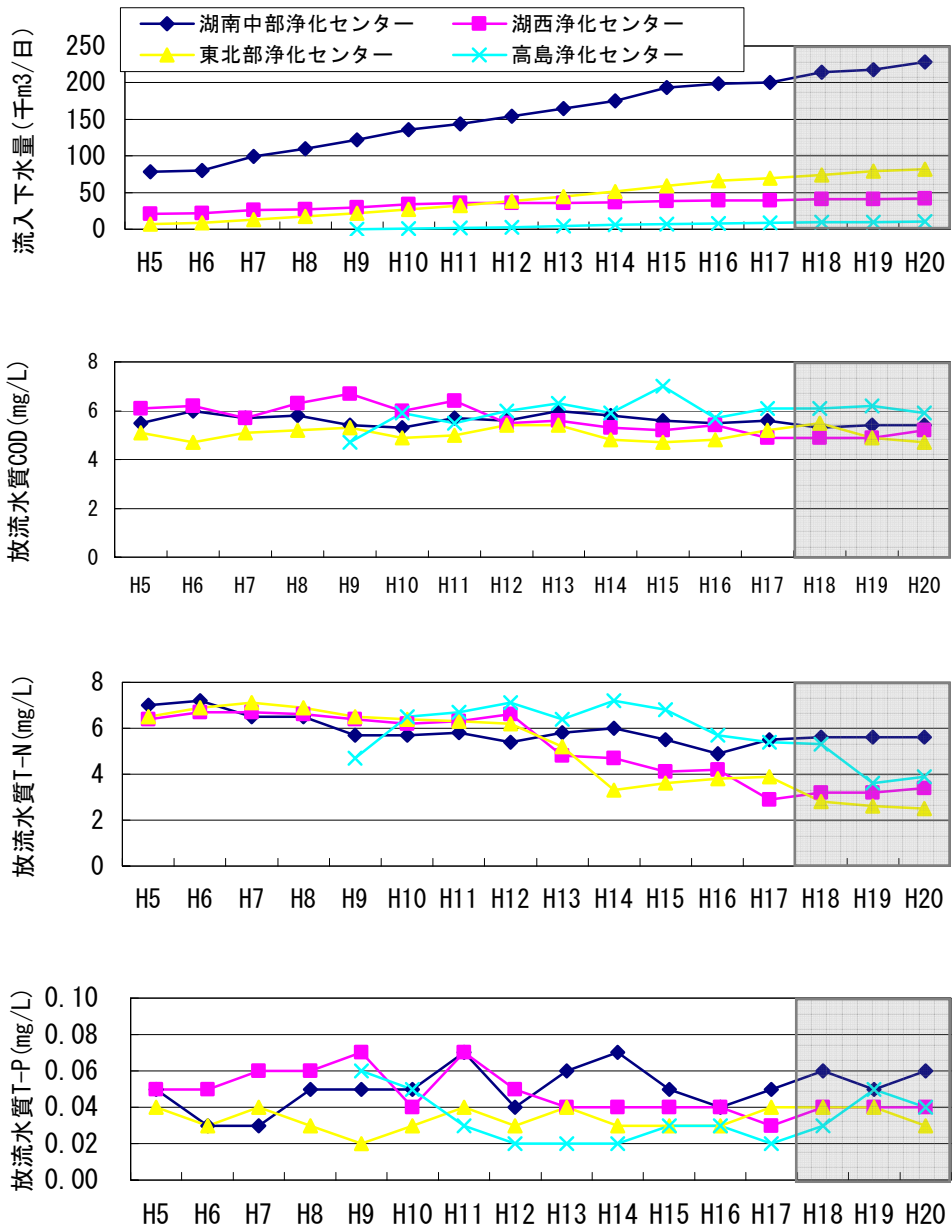 湖南中部浄化センター 湖西浄化センター
東北部浄化センター 高島浄化センター
流入下水量(千m3/日)
250
200
150
100
50
0
H5 H6 H7 H8 H9 H10 H11 H12 H13 H14 H15 H16 H17 H18 H19 H20
放流水質COD(mg/L)
8
6
4
2
0
H5 H6 H7 H8 H9 H10 H11 H12 H13 H14 H15 H16 H17 H18 H19 H20
放流水質T-N(mg/L)
8
6
4
2
0
H5 H6 H7 H8 H9 H10 H11 H12 H13 H14 H15 H16 H17 H18 H19 H20
放流水質T-P(mg/L)
0.10
0.08
0.06
0.04
0.02
0.00
H5 H6 H7 H8 H9 H10 H11 H12 H13 H14 H15 H16 H17 H18 H19 H20